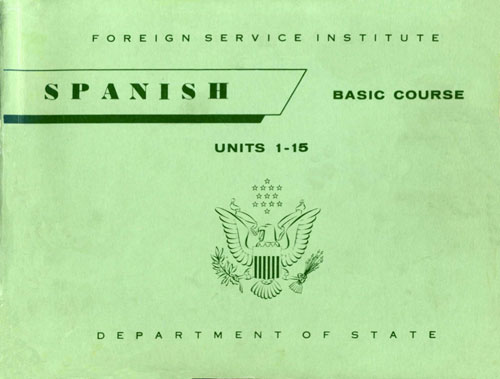 FOREIGN SERVICE INSTITUTE
SPANISH
BASIC COURSE
UNITS 1-15
DEPARTMENT OF STATE